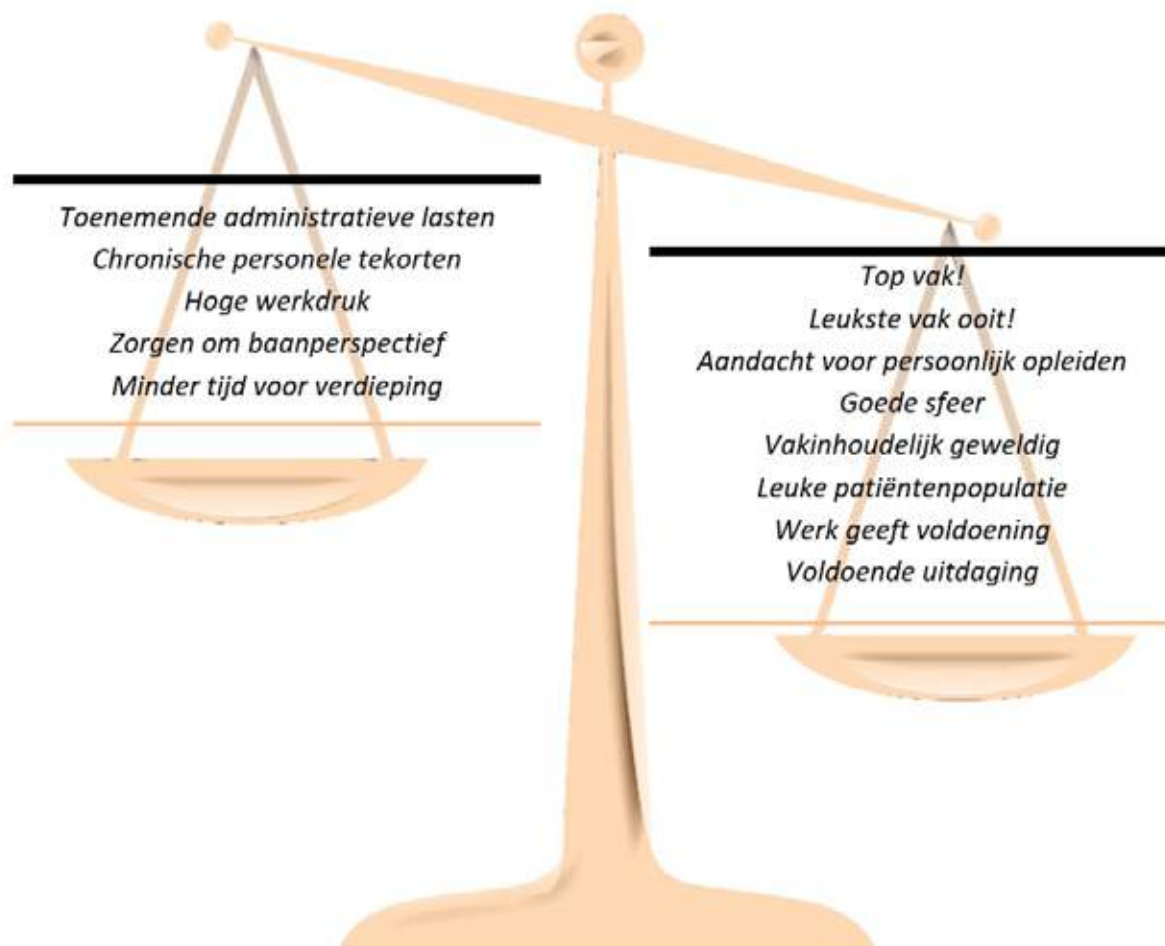 Toenemende administratieve lasten
Chronische personele tekorten
Hoge werkdruk
Zorgen om baanperspectief
Minder tijd voor verdieping
Top vak!
Leukste vak ooit!
Aandacht voor persoonlijk opleiden
Goede sfeer
Vakinhoudelijk geweldig
Leuke patiëntenpopulatie
Werk geeft voldoening
Voldoende uitdaging